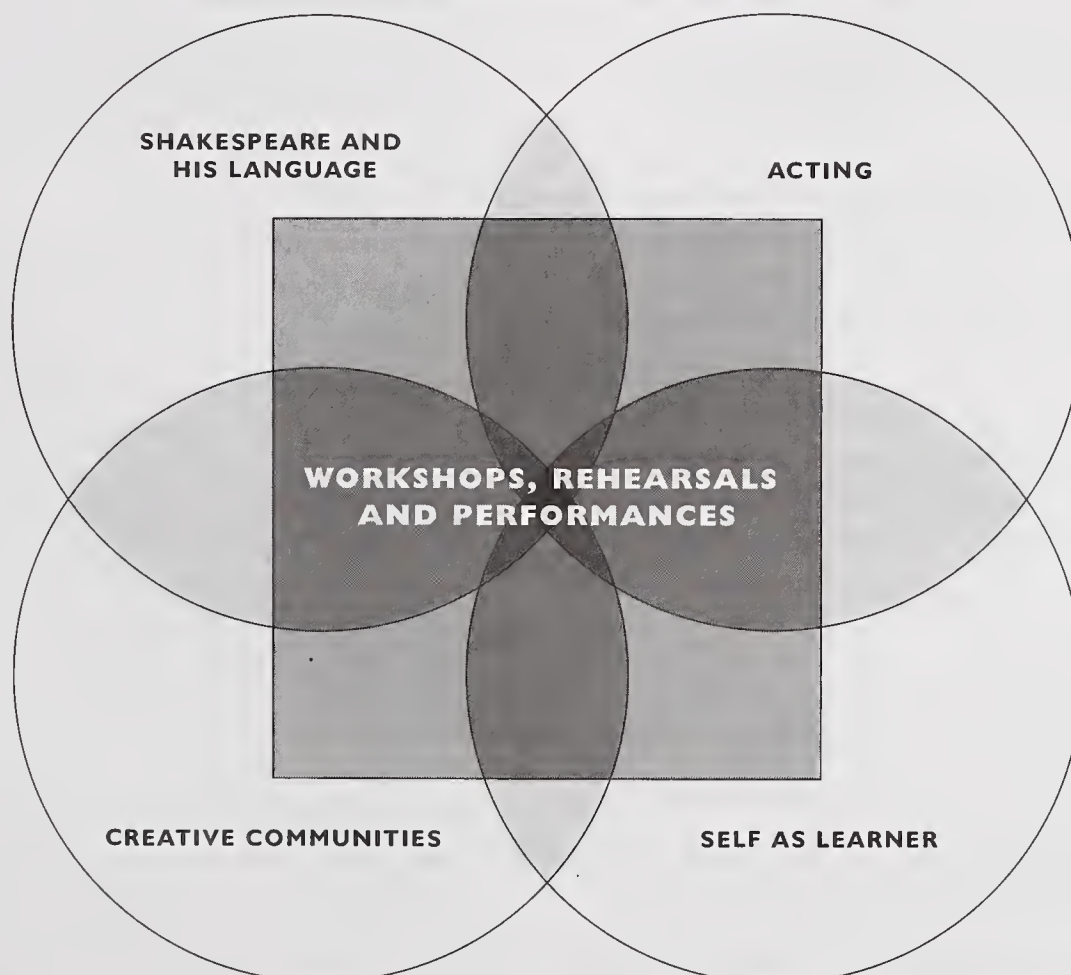 SHAKESPEARE AND
HIS LANGUAGE
ACTING
WORKSHOPS, REHEARSALS
AND PERFORMANCES
CREATIVE COMMUNITIES
SELF AS LEARNER